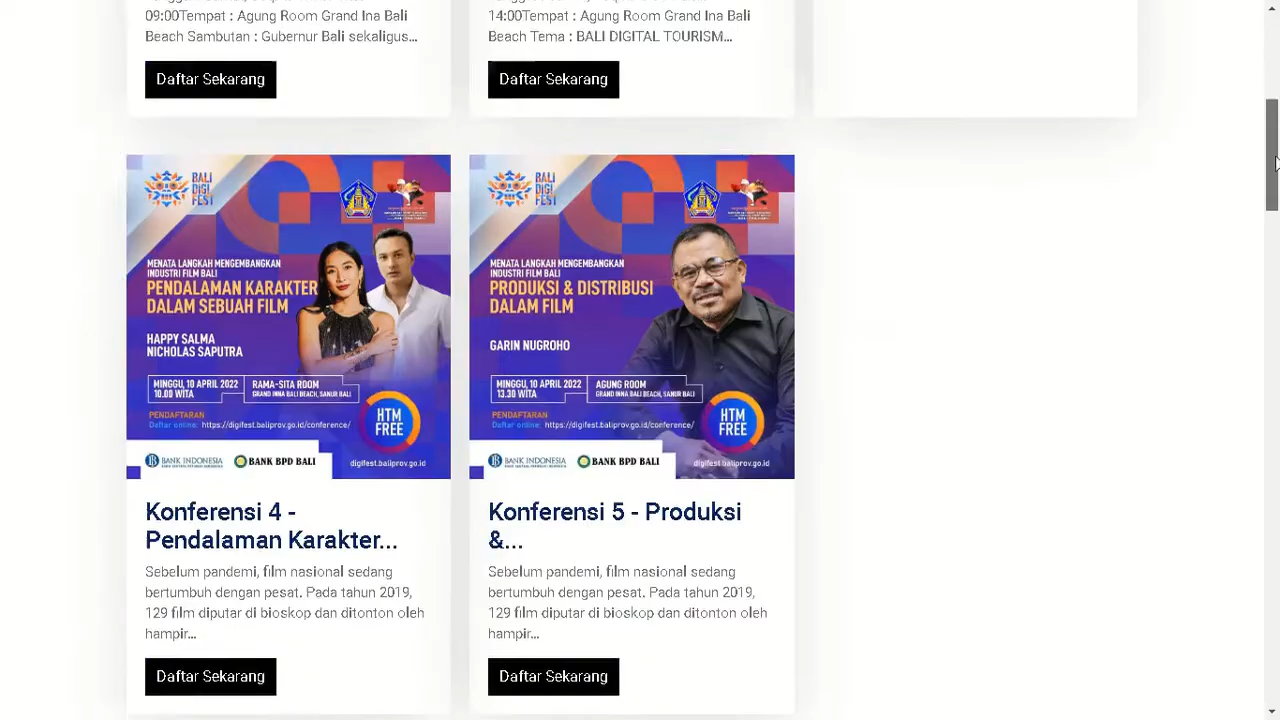 09:00Tempat : Agung Room Grand Ina Bali
Beach Sambutan : Gubernur Bali sekaligus...
Daftar Sekarang
14:00Tempat : Agung Room Grand Ina Bali
Beach Tema : BALI DIGITAL TOURISM...
Daftar Sekarang
BALI
DIGI
FEST
MENATA LANGKAH MENGEMBANGKAN
INDUSTRI FILM BALI
PENDALAMAN KARAKTER
DALAM SEBUAH FILM
HAPPY SALMA
NICHOLAS SAPUTRA
MINGGU, 10 APRIL 2022
10.00 WITA
RAMA-SITA ROOM
GRAND INNA BALI BEACH, SANUR BALI
PENDAFTARAN
Daftar online: https://digifest.baliprov.go.id/conference/
HTM
FREE
BANK INDONESIA
BANK BPD BALI
digifest.baliprov.go.id
Konferensi 4 -
Pendalaman Karakter...
Sebelum pandemi, film nasional sedang
bertumbuh dengan pesat. Pada tahun 2019,
129 film diputar di bioskop dan ditonton oleh
hampir...
Daftar Sekarang
BALI
DIGI
FEST
MENATA LANGKAH MENGEMBANGKAN
INDUSTRI FILM BALI
PRODUKSI & DISTRIBUSI
DALAM FILM
GARIN NUGROHO
MINGGU, 10 APRIL 2022
13.30 WITA
AGUNG ROOM
GRAND INNA BALI BEACH, SANUR BALI
PENDAFTARAN
Daftar online: https://digifest.baliprov.go.id/conference/
HTM
FREE
BANK INDONESIA
BANK BPD BALI
digifest.baliprov.go.id
Konferensi 5 - Produksi
&...
Sebelum pandemi, film nasional sedang
bertumbuh dengan pesat. Pada tahun 2019,
129 film diputar di bioskop dan ditonton oleh
hampir...
Daftar Sekarang